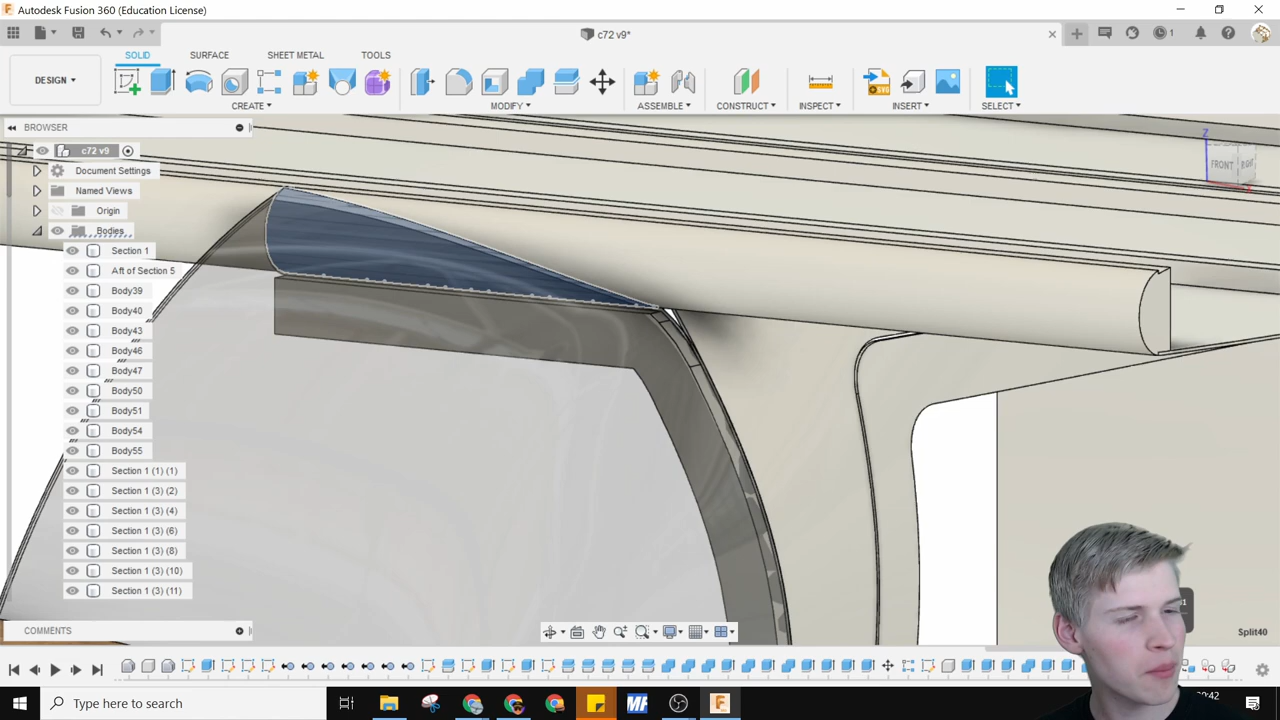 Autodesk Fusion 360 (Education License)
c72 v9*
1
DESIGN
SOLID
SURFACE
SHEET METAL
TOOLS
CREATE
MODIFY
ASSEMBLE
CONSTRUCT
INSPECT
INSERT
SELECT
BROWSER
c72 v9
Document Settings
Named Views
Origin
Bodies
Section 1
Aft of Section 5
Body39
Body40
Body43
Body46
Body47
Body50
Body51
Body54
Body55
Section 1 (1) (1)
Section 1 (3) (2)
Section 1 (3) (4)
Section 1 (3) (6)
Section 1 (3) (8)
Section 1 (3) (10)
Section 1 (3) (11)
Z
FRONT
RIGHT
X
COMMENTS
Split40
Type here to search